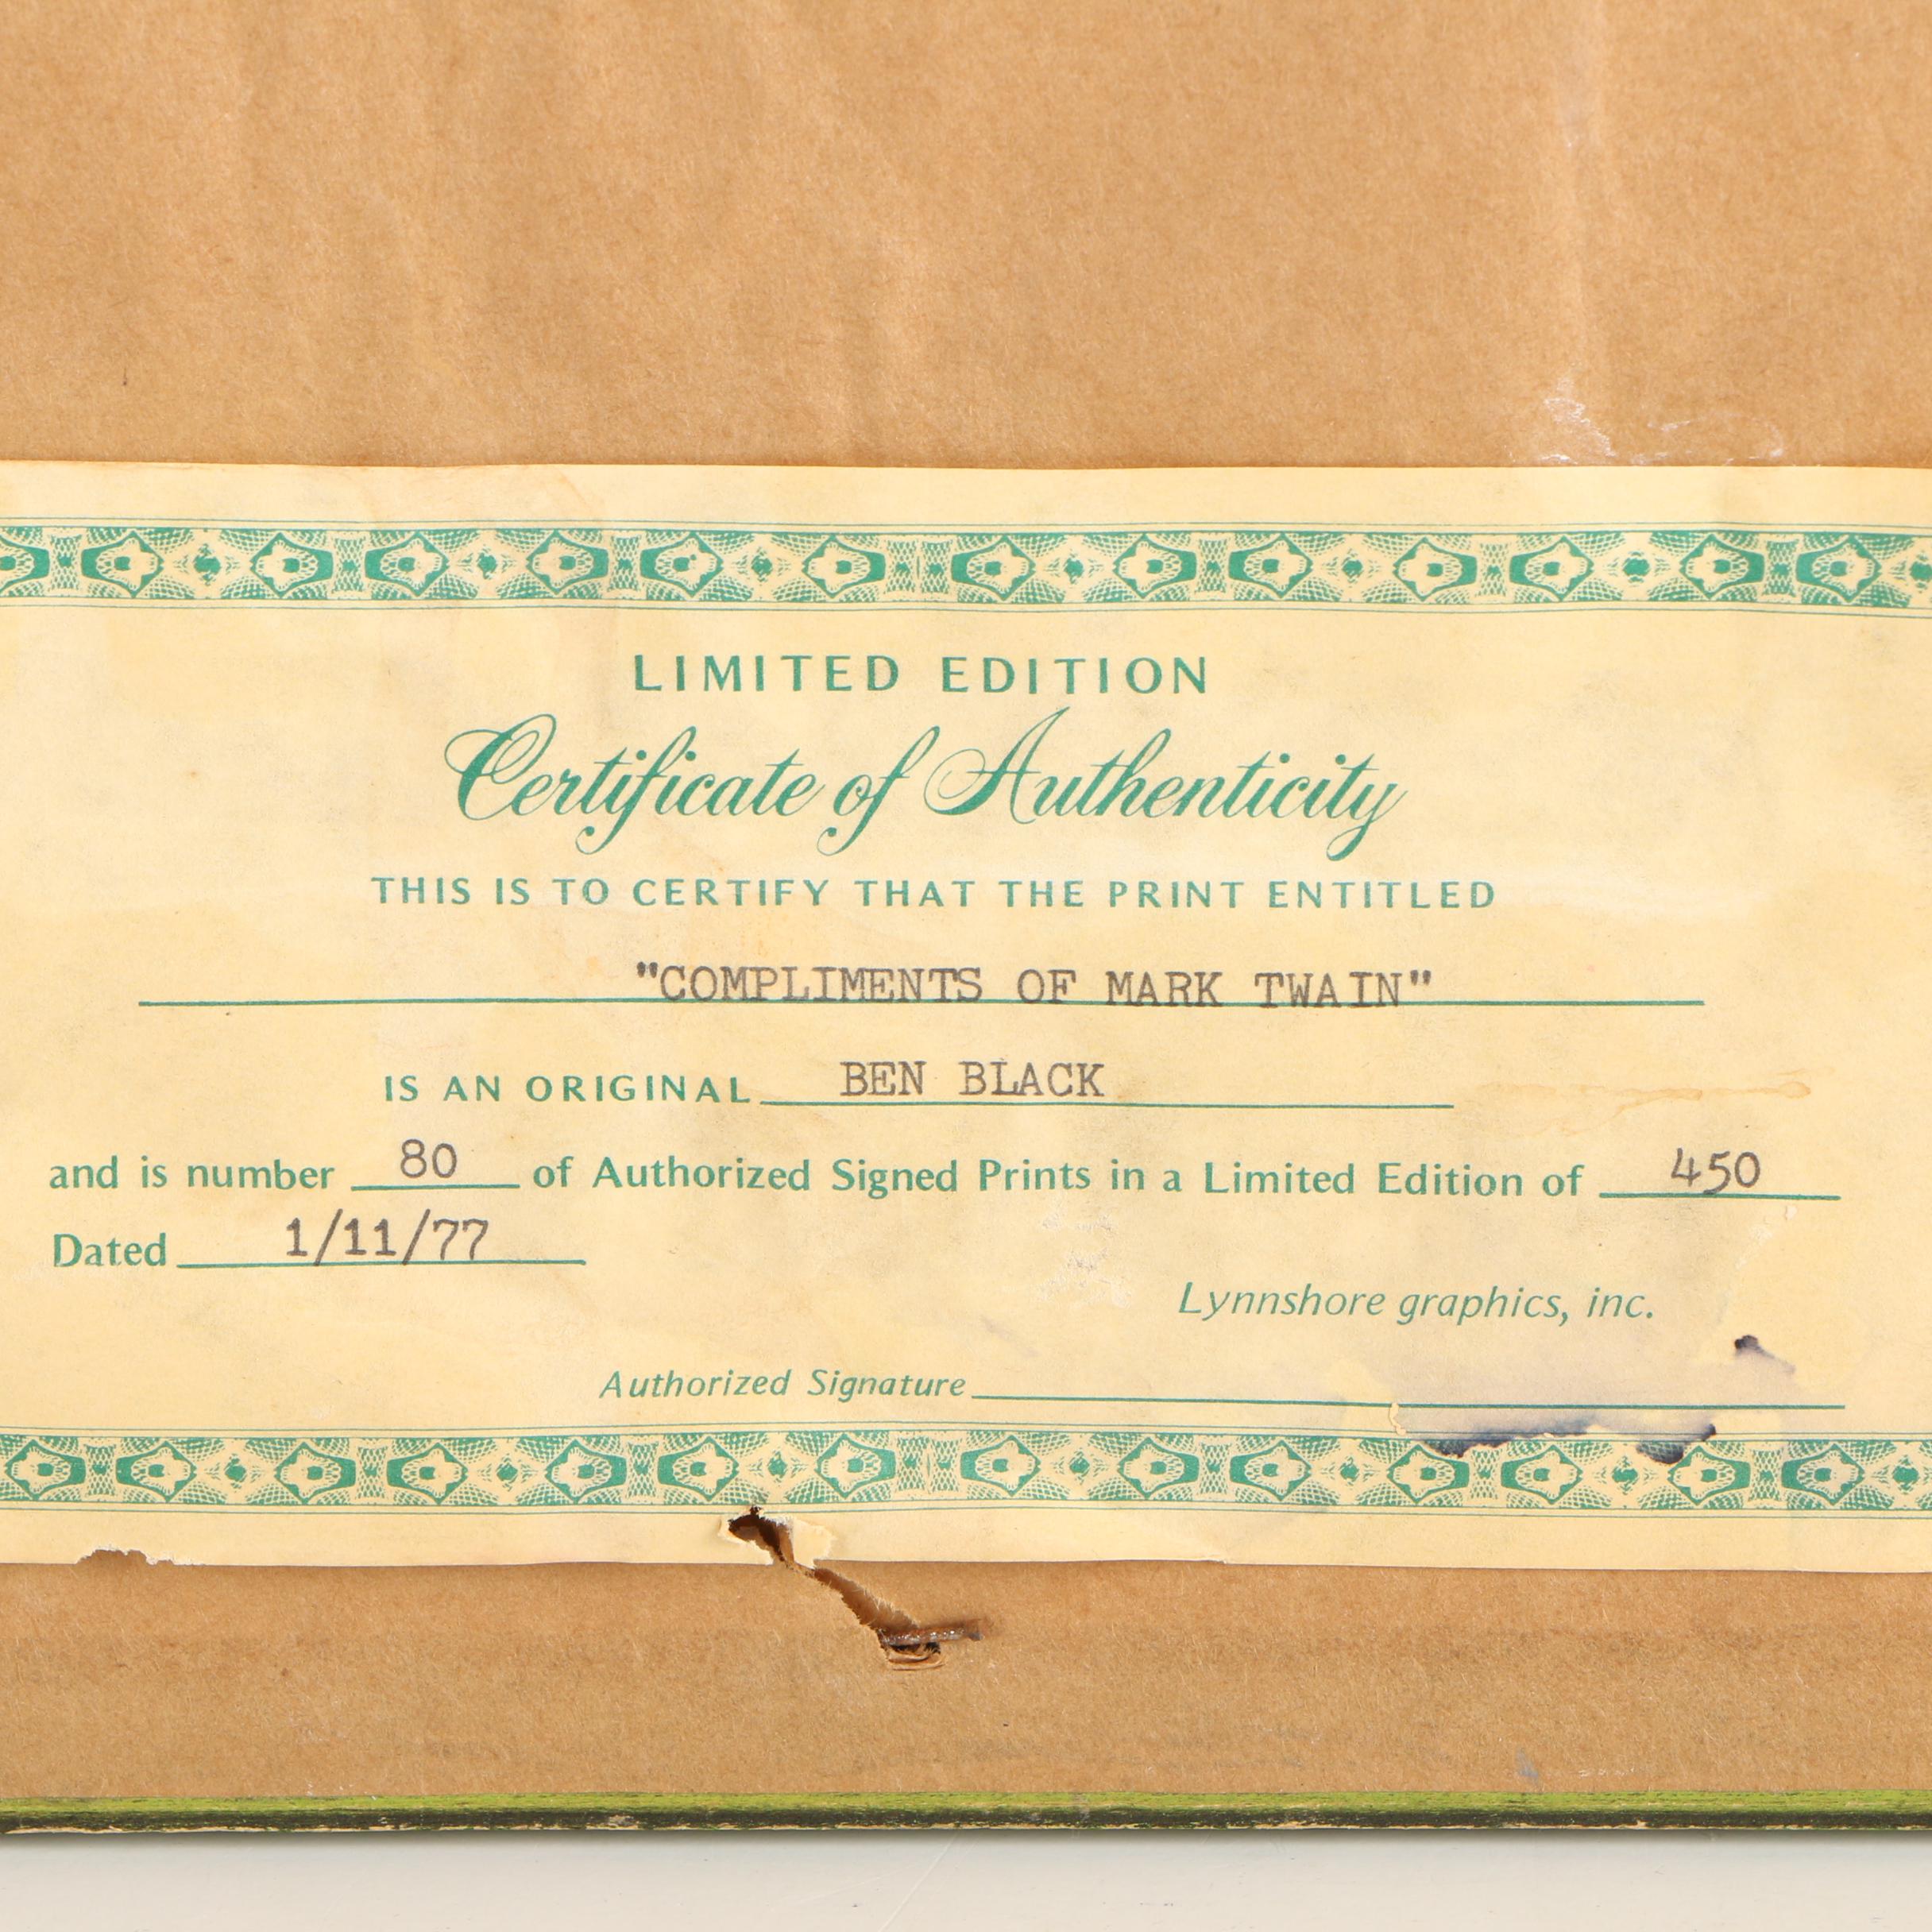 LIMITED EDITION
Certificate of Authenticity
THIS IS TO CERTIFY THAT THE PRINT ENTITLED
"COMPLIMENTS OF MARK TWAIN"
IS AN ORIGINAL BEN BLACK
and is number 80 of Authorized Signed Prints in a Limited Edition of 450
Dated 1/11/77
Lynnshore graphics, inc.
Authorized Signature